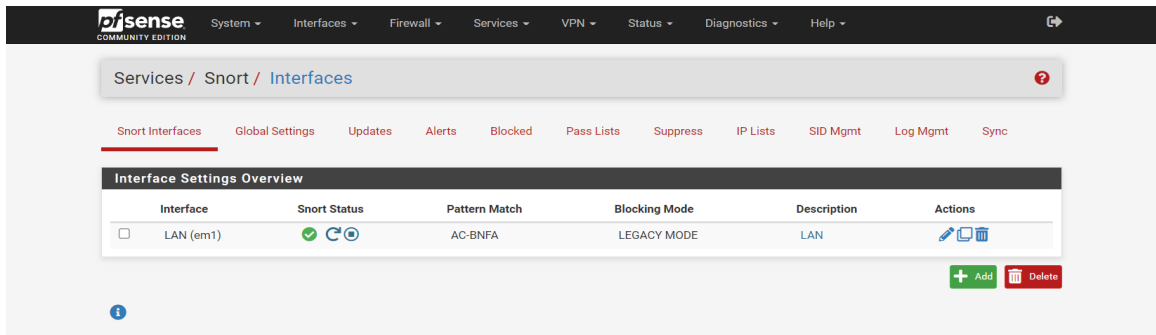 pfsense System Interfaces Firewall Services VPN Status Diagnostics Help
COMMUNITY EDITION
Services / Snort / Interfaces
Snort Interfaces Global Settings Updates Alerts Blocked Pass Lists Suppress IP Lists SID Mgmt Log Mgmt Sync
Interface Settings Overview
Interface Snort Status Pattern Match Blocking Mode Description Actions
LAN (em1) AC-BNFA LEGACY MODE LAN
Add Delete